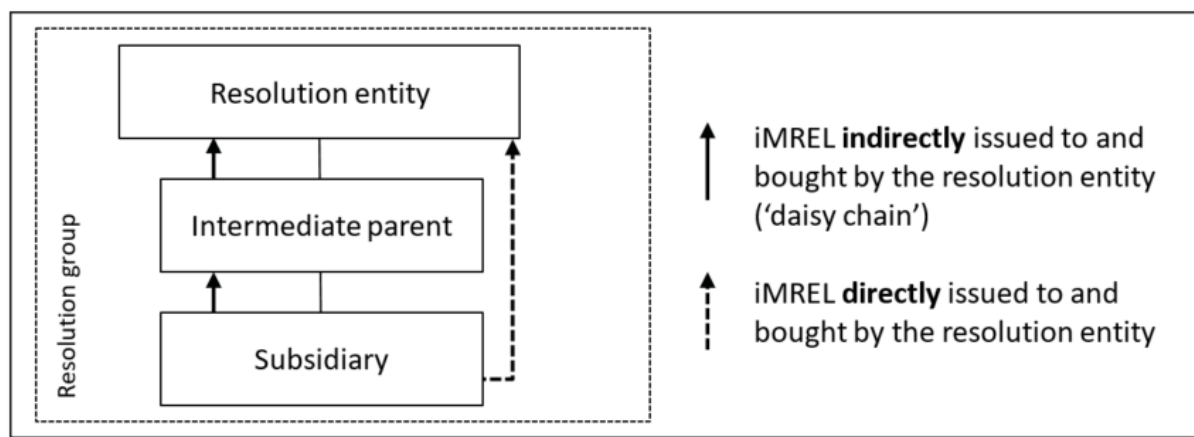 Resolution entity
Intermediate parent
Subsidiary
Resolution group
iMREL indirectly issued to and
bought by the resolution entity
(‘daisy chain’)
iMREL directly issued to and
bought by the resolution entity